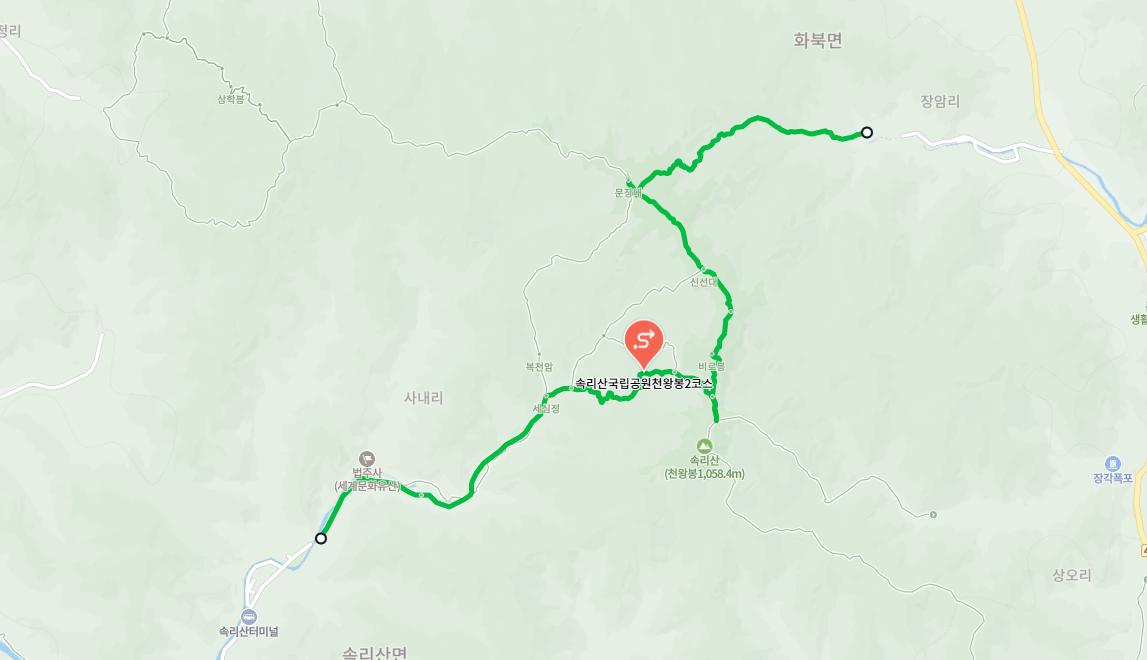 정리
화북면
장암리
상학봉
문장대
신선대
생활
복천암
비로봉
속리산국립공원천왕봉2코스
사내리
세심정
법주사
(세계문화유산)
속리산
(천왕봉1,058.4m)
장각폭포
상오리
속리산터미널
속리산면